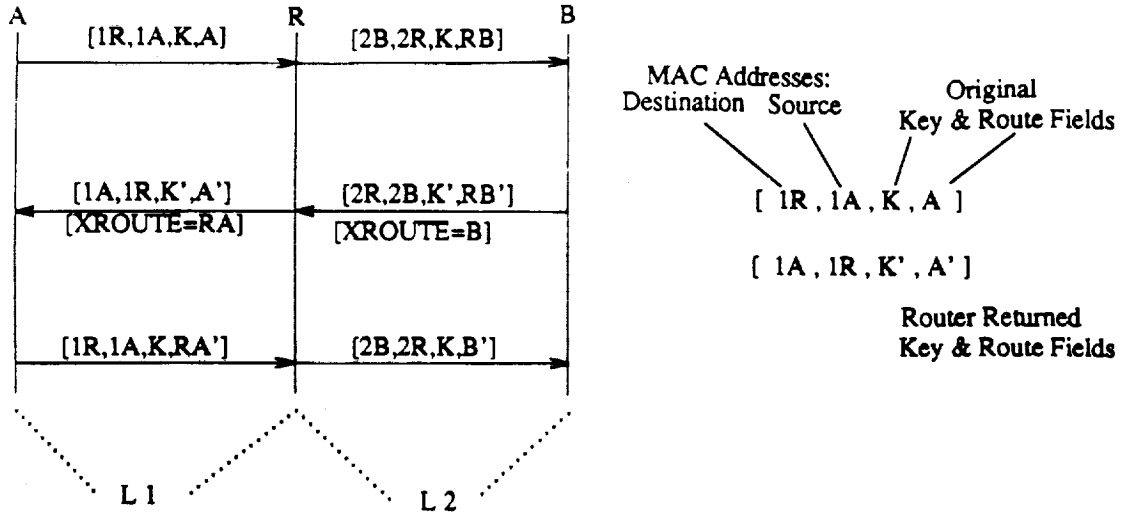 A R B
[1R,1A,K,A] [2B,2R,K,RB]
[1A,1R,K',A'] [2R,2B,K',RB']
[XROUTE=RA] [XROUTE=B]
[1R,1A,K,RA'] [2B,2R,K,B']
L 1 L 2
MAC Addresses:
Destination Source
Original
Key & Route Fields
[ 1R , 1A , K , A ]
[ 1A , 1R , K' , A' ]
Router Returned
Key & Route Fields